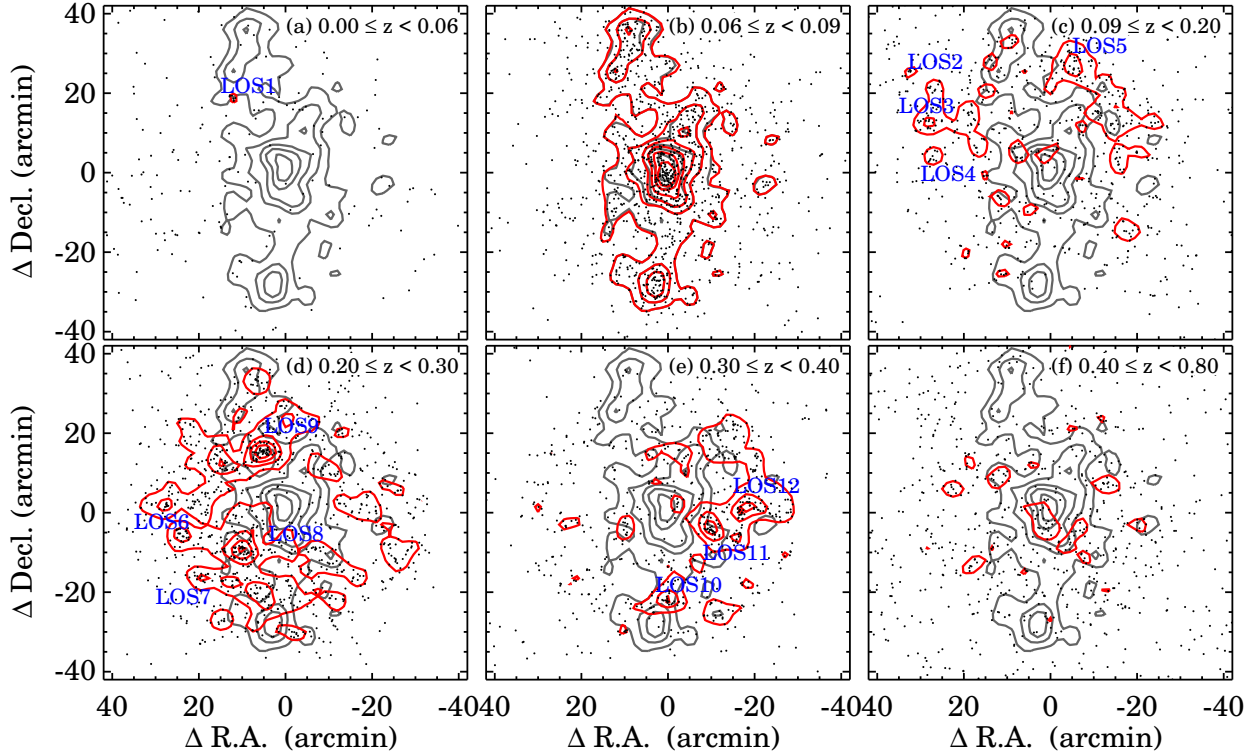 (a) 0.00 ≤ z < 0.06
(b) 0.06 ≤ z < 0.09
(c) 0.09 ≤ z < 0.20
LOS1
LOS2
LOS5
LOS3
LOS4
40
20
0
-20
-40
Δ Decl. (arcmin)
(d) 0.20 ≤ z < 0.30
(e) 0.30 ≤ z < 0.40
(f) 0.40 ≤ z < 0.80
LOS9
LOS6
LOS8
LOS7
LOS12
LOS11
LOS10
40
20
0
-20
-40
Δ Decl. (arcmin)
40 20 0 -20 -40
20 0 -20 -40
20 0 -20 -40
Δ R.A. (arcmin)
Δ R.A. (arcmin)
Δ R.A. (arcmin)